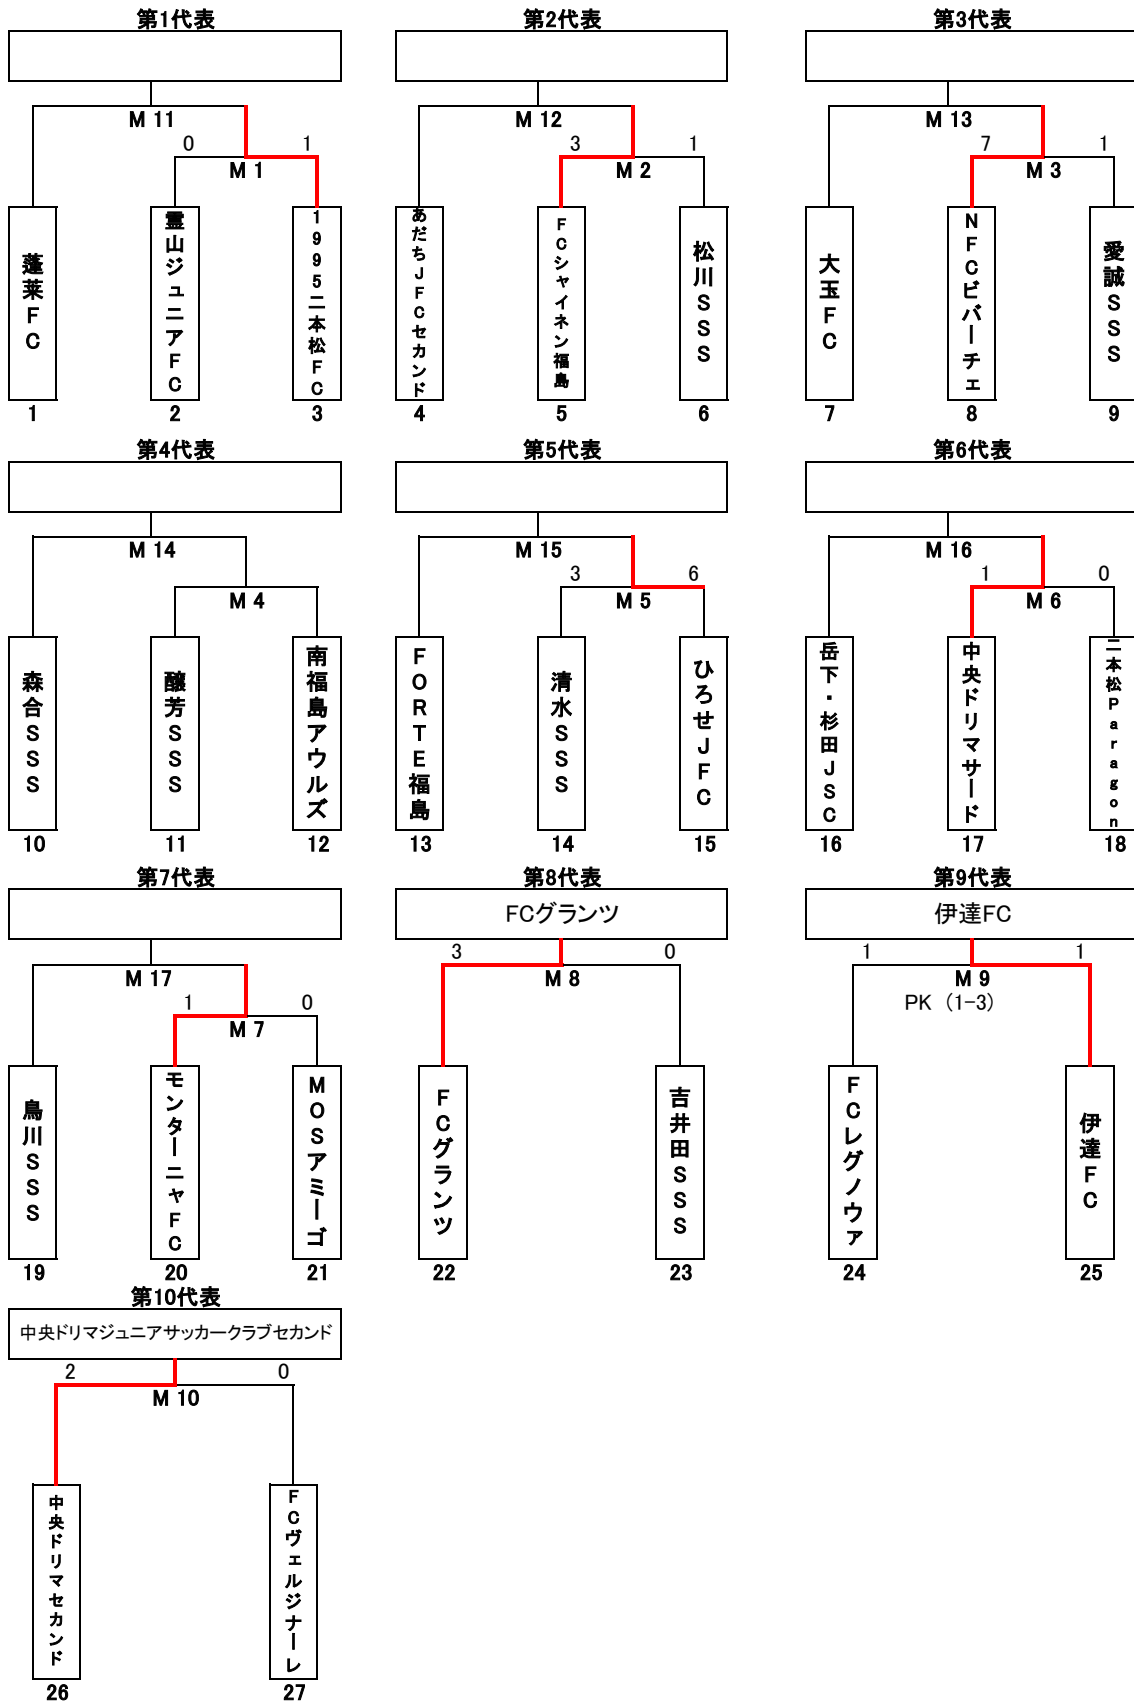 第1代表
M 11
0 1
M 1
蓬莱FC
霊山ジュニアFC
1995二本松FC
1 2 3
第2代表
M 12
3 1
M 2
あだちJFCセカンド
FCシャイネン福島
松川SSS
4 5 6
第3代表
M 13
7 1
M 3
大玉FC
NFCビバーチェ
愛誠SSS
7 8 9
第4代表
M 14
M 4
森合SSS
醸芳SSS
南福島アウルズ
10 11 12
第5代表
M 15
3 6
M 5
FORTE福島
清水SSS
ひろせJFC
13 14 15
第6代表
M 16
1 0
M 6
岳下・杉田JSC
中央ドリマサード
二本松Paragon
16 17 18
第7代表
M 17
1 0
M 7
鳥川SSS
モンターニャFC
MOSアミーゴ
19 20 21
第8代表
FCグランツ
3 0
M 8
FCグランツ
吉井田SSS
22 23
第9代表
伊達FC
1 1
M 9
PK (1-3)
FCレグノヴァ
伊達FC
24 25
第10代表
中央ドリマジュニアサッカークラブセカンド
2 0
M 10
中央ドリマセカンド
FCヴェルジナーレ
26 27